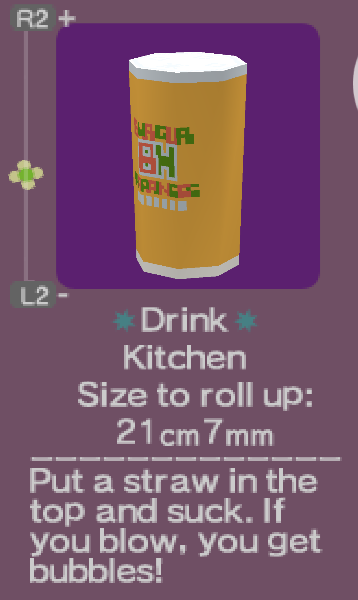 R2 +
BH
L2 -
Drink
Kitchen
Size to roll up:
21cm7mm
Put a straw in the
top and suck. If
you blow, you get
bubbles!